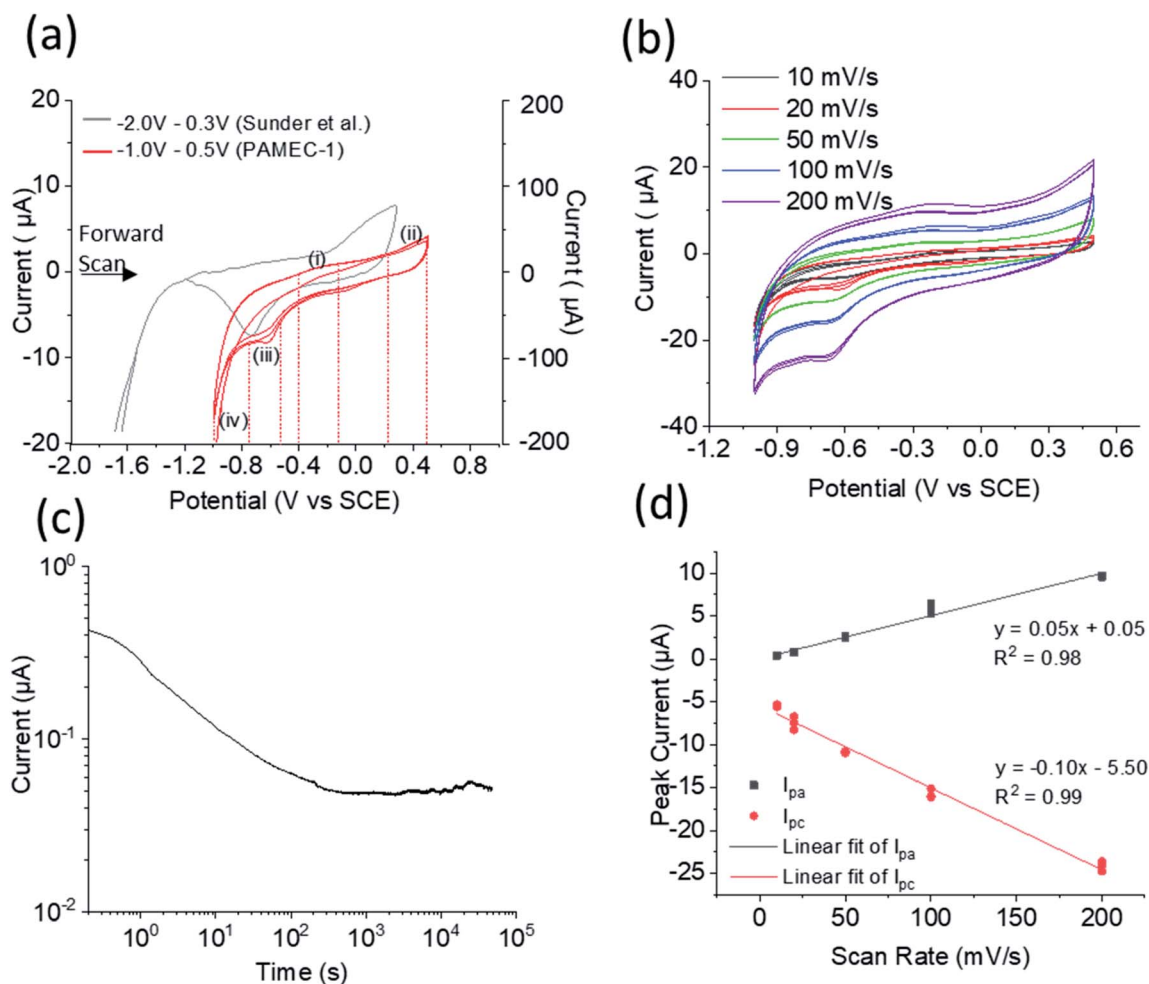 (a)
20
10
0
-10
-20
Current ( µA)
-2.0V - 0.3V (Sunder et al.)
-1.0V - 0.5V (PAMEC-1)
Forward
Scan
(i)
(ii)
(iii)
(iv)
200
100
0
-100
-200
Current ( µA)
-2.0 -1.6 -1.2 -0.8 -0.4 0.0 0.4 0.8
Potential (V vs SCE)
(b)
40
20
0
-20
-40
Current ( µA)
10 mV/s
20 mV/s
50 mV/s
100 mV/s
200 mV/s
-1.2 -0.9 -0.6 -0.3 0.0 0.3 0.6
Potential (V vs SCE)
(c)
10⁰
10⁻¹
10⁻²
Current (µA)
10⁰ 10¹ 10² 10³ 10⁴ 10⁵
Time (s)
(d)
10
5
0
-5
-10
-15
-20
-25
Peak Current (µA)
y = 0.05x + 0.05
R² = 0.98
y = -0.10x - 5.50
R² = 0.99
Iₚₐ
Iₚc
Linear fit of Iₚₐ
Linear fit of Iₚc
0 50 100 150 200
Scan Rate (mV/s)